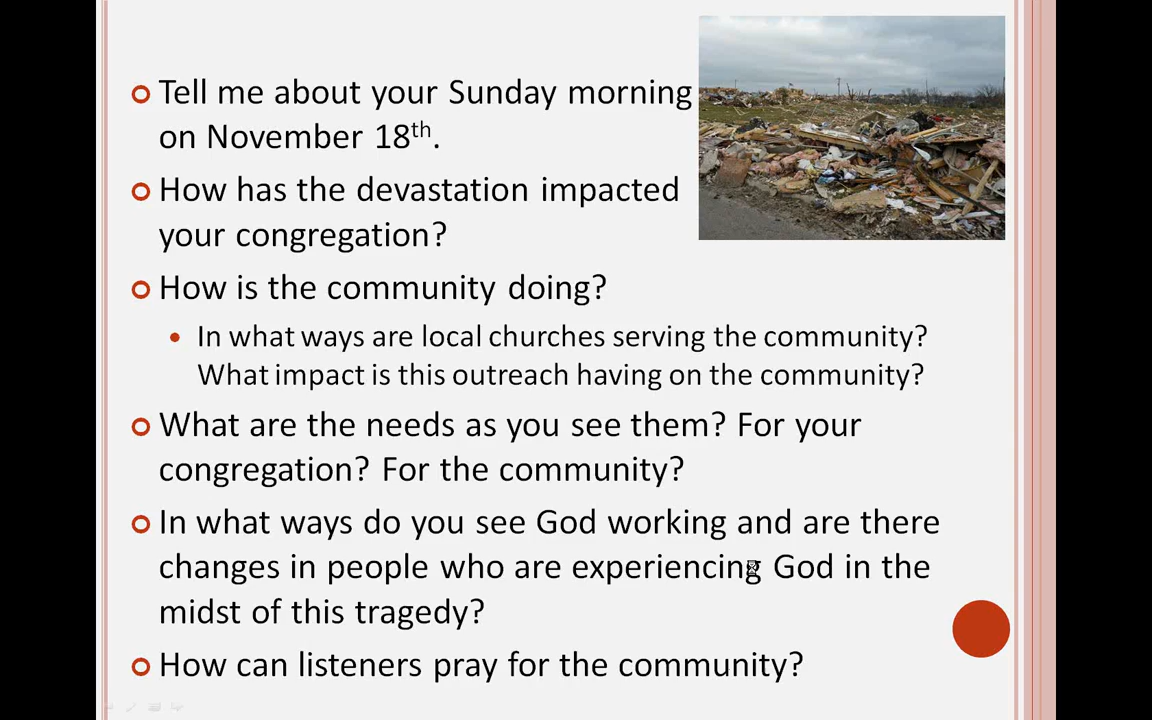 Tell me about your Sunday morning
on November 18th.
How has the devastation impacted
your congregation?
How is the community doing?
In what ways are local churches serving the community?
What impact is this outreach having on the community?
What are the needs as you see them? For your
congregation? For the community?
In what ways do you see God working and are there
changes in people who are experiencing God in the
midst of this tragedy?
How can listeners pray for the community?